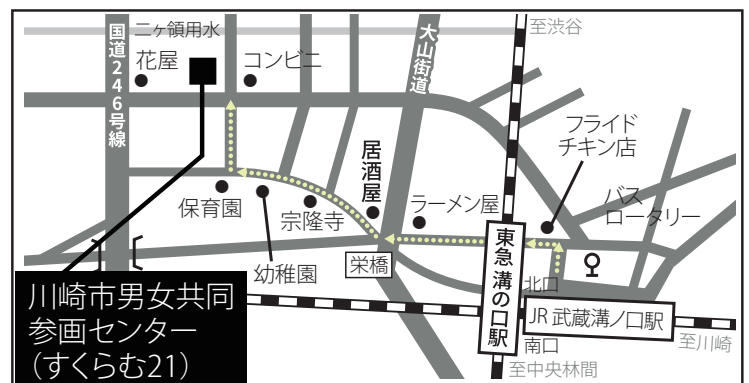 二ヶ領用水
至渋谷
花屋
コンビニ
国道246号線
大山街道
フライド
チキン店
居酒屋
ラーメン屋
バス
ロータリー
保育園
宗隆寺
幼稚園
栄橋
東急溝の口駅
北口
JR 武蔵溝ノ口駅
南口
至川崎
至中央林間
川崎市男女共同
参画センター
（すくらむ21）